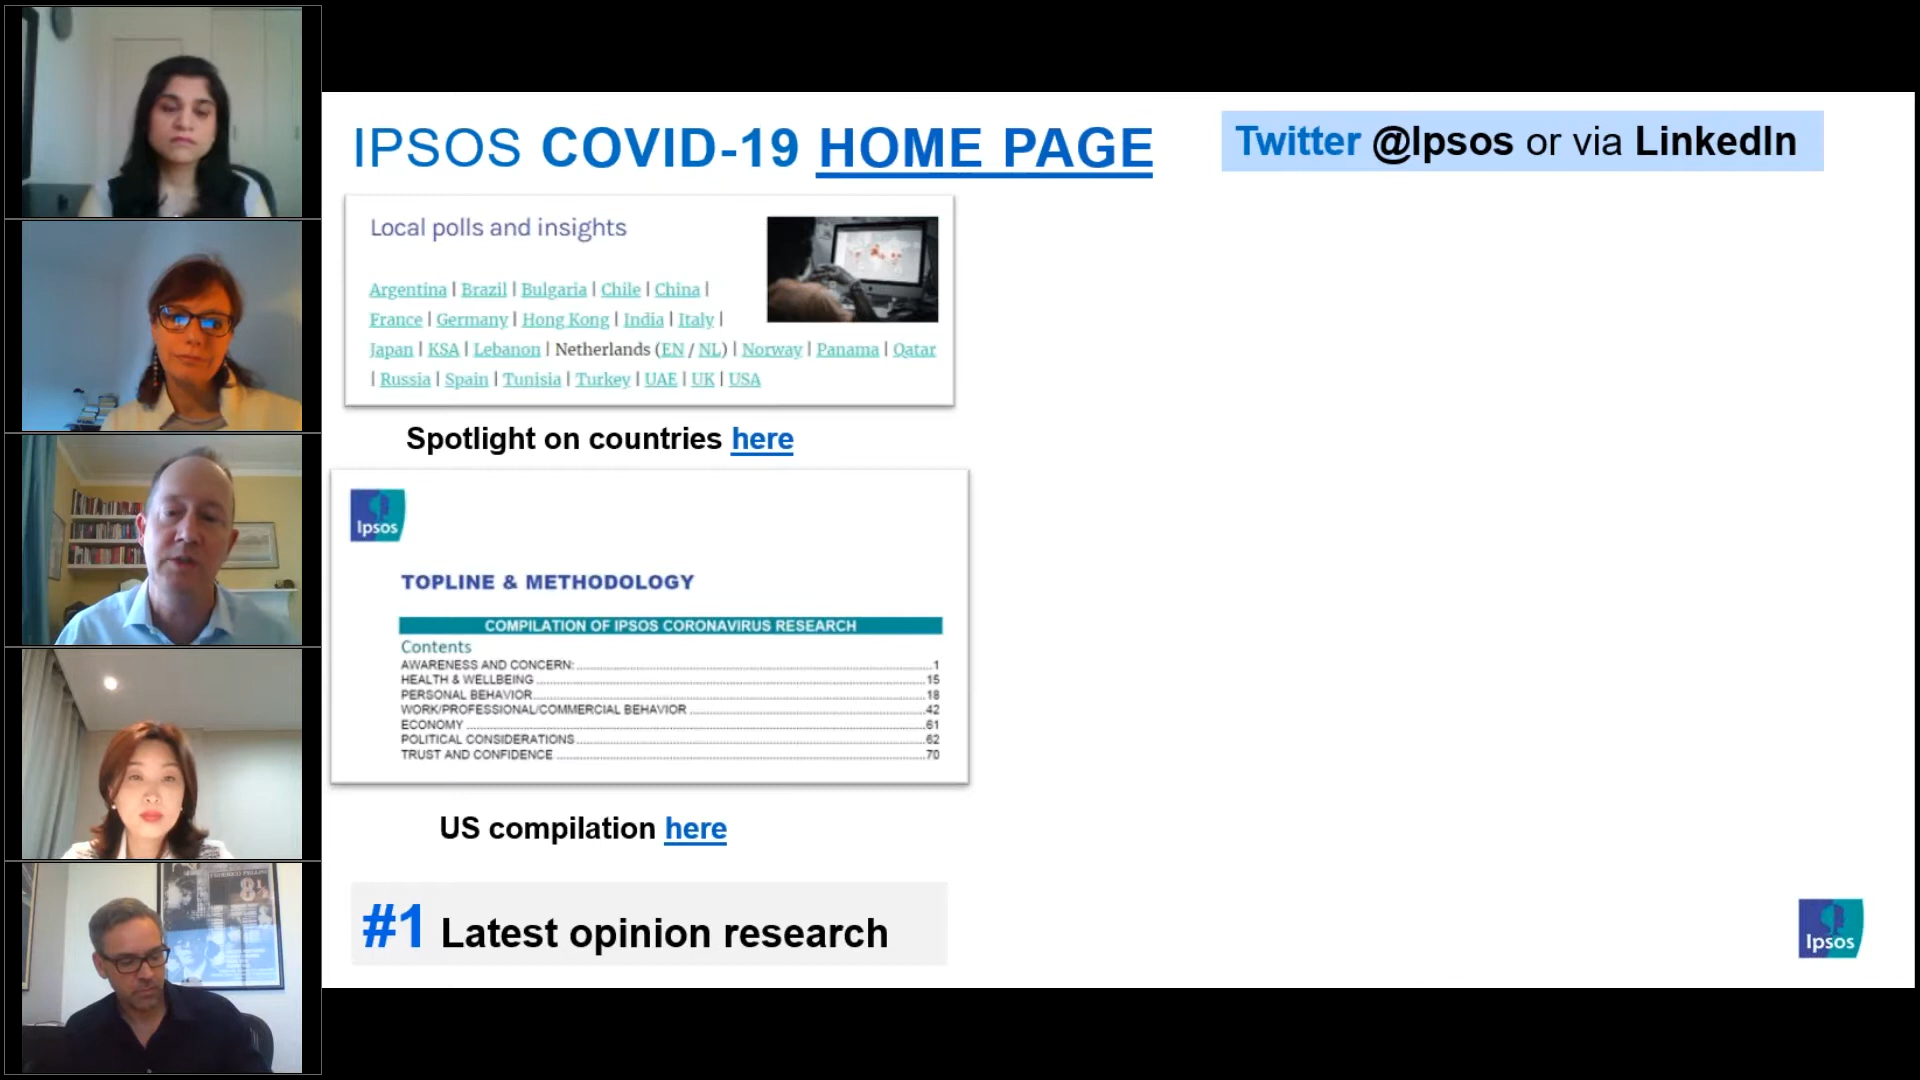 IPSOS COVID-19 HOME PAGE
Twitter @Ipsos or via LinkedIn
Local polls and insights
Argentina | Brazil | Bulgaria | Chile | China |
France | Germany | Hong Kong | India | Italy |
Japan | KSA | Lebanon | Netherlands (EN / NL) | Norway | Panama | Qatar
| Russia | Spain | Tunisia | Turkey | UAE | UK | USA
Spotlight on countries here
Ipsos
TOPLINE & METHODOLOGY
COMPILATION OF IPSOS CORONAVIRUS RESEARCH
Contents
AWARENESS AND CONCERN: 1
HEALTH & WELLBEING 15
PERSONAL BEHAVIOR 18
WORK/PROFESSIONAL/COMMERCIAL BEHAVIOR 42
ECONOMY 61
POLITICAL CONSIDERATIONS 62
TRUST AND CONFIDENCE 70
US compilation here
#1 Latest opinion research
Ipsos
FEDERICO FELLINI
8½